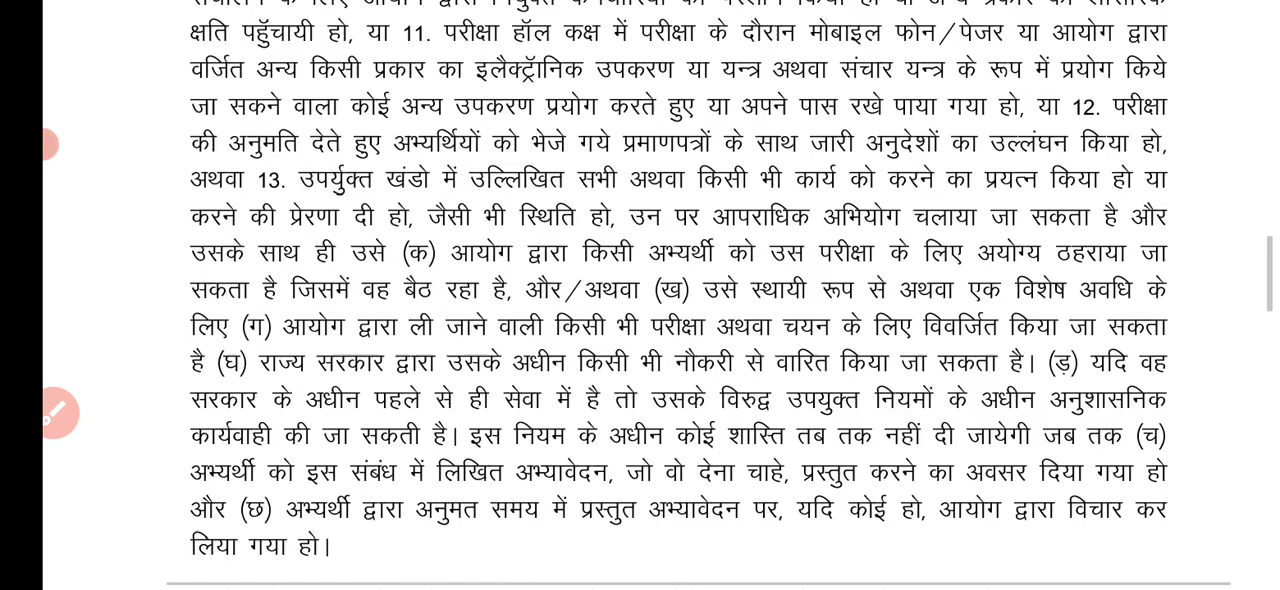 क्षति पहुँचायी हो, या 11. परीक्षा हॉल कक्ष में परीक्षा के दौरान मोबाइल फोन/पेजर या आयोग द्वारा
वर्जित अन्य किसी प्रकार का इलैक्ट्रॉनिक उपकरण या यन्त्र अथवा संचार यन्त्र के रूप में प्रयोग किये
जा सकने वाला कोई अन्य उपकरण प्रयोग करते हुए या अपने पास रखे पाया गया हो, या 12. परीक्षा
की अनुमति देते हुए अभ्यर्थियों को भेजे गये प्रमाणपत्रों के साथ जारी अनुदेशों का उल्लंघन किया हो,
अथवा 13. उपर्युक्त खंडो में उल्लिखित सभी अथवा किसी भी कार्य को करने का प्रयत्न किया हो या
करने की प्रेरणा दी हो, जैसी भी स्थिति हो, उन पर आपराधिक अभियोग चलाया जा सकता है और
उसके साथ ही उसे (क) आयोग द्वारा किसी अभ्यर्थी को उस परीक्षा के लिए अयोग्य ठहराया जा
सकता है जिसमें वह बैठ रहा है, और/अथवा (ख) उसे स्थायी रूप से अथवा एक विशेष अवधि के
लिए (ग) आयोग द्वारा ली जाने वाली किसी भी परीक्षा अथवा चयन के लिए विवर्जित किया जा सकता
है (घ) राज्य सरकार द्वारा उसके अधीन किसी भी नौकरी से वारित किया जा सकता है। (ड़) यदि वह
सरकार के अधीन पहले से ही सेवा में है तो उसके विरुद्व उपयुक्त नियमों के अधीन अनुशासनिक
कार्यवाही की जा सकती है। इस नियम के अधीन कोई शास्ति तब तक नहीं दी जायेगी जब तक (च)
अभ्यर्थी को इस संबंध में लिखित अभ्यावेदन, जो वो देना चाहे, प्रस्तुत करने का अवसर दिया गया हो
और (छ) अभ्यर्थी द्वारा अनुमत समय में प्रस्तुत अभ्यावेदन पर, यदि कोई हो, आयोग द्वारा विचार कर
लिया गया हो।